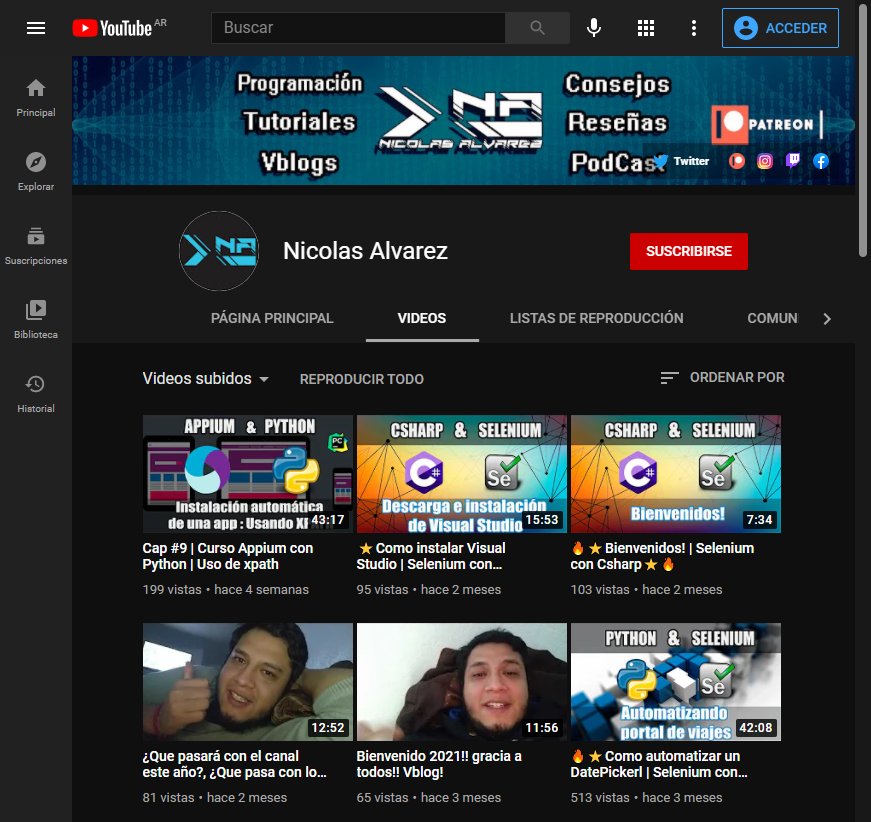 YouTube AR
Buscar
ACCEDER
Principal
Explorar
Suscripciones
Biblioteca
Historial
Programación
Tutoriales
Vblogs
NICOLAS ALVAREZ
Consejos
Reseñas
PodCast
PATREON
Twitter
NA
Nicolas Alvarez
SUSCRIBIRSE
PÁGINA PRINCIPAL
VIDEOS
LISTAS DE REPRODUCCIÓN
COMUN
Videos subidos
REPRODUCIR TODO
ORDENAR POR
APPIUM & PYTHON
PC
Instalación automática
de una app : Usando XP
43:17
Cap #9 | Curso Appium con
Python | Uso de xpath
199 vistas • hace 4 semanas
CSHARP & SELENIUM
C#
Se
Descarga e instalación
de Visual Studio
15:53
⭐Como instalar Visual
Studio | Selenium con...
95 vistas • hace 2 meses
CSHARP & SELENIUM
C#
Se
Bienvenidos!
7:34
🔥⭐Bienvenidos! | Selenium
con Csharp⭐🔥
103 vistas • hace 2 meses
12:52
¿Que pasará con el canal
este año?, ¿Que pasa con lo...
81 vistas • hace 2 meses
11:56
Bienvenido 2021!! gracia a
todos!! Vblog!
65 vistas • hace 3 meses
PYTHON & SELENIUM
Se
Automatizando
portal de viajes
42:08
🔥⭐Como automatizar un
DatePickerl | Selenium con...
513 vistas • hace 3 meses